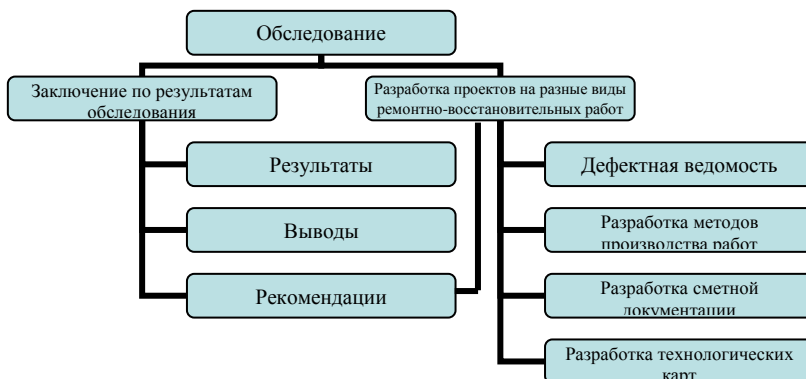 Обследование
Заключение по результатам
обследования
Разработка проектов на разные виды
ремонтно-восстановительных работ
Результаты
Выводы
Рекомендации
Дефектная ведомость
Разработка методов
производства работ
Разработка сметной
документации
Разработка технологических
карт